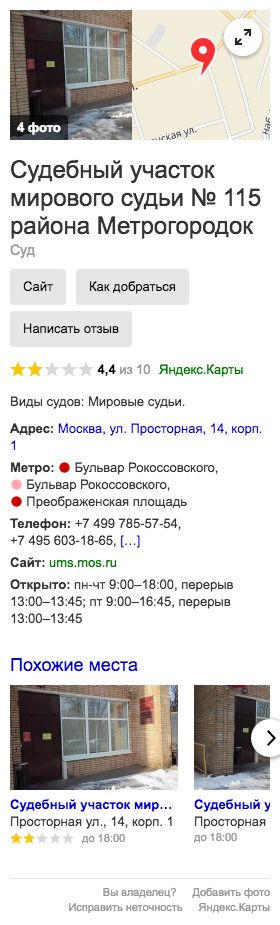 нская ул.
наб.
4 фото
Судебный участок
мирового судьи № 115
района Метрогородок
Суд
Сайт
Как добраться
Написать отзыв
4,4 из 10 Яндекс.Карты
Виды судов: Мировые судьи.
Адрес: Москва, ул. Просторная, 14, корп.
1
Метро: Бульвар Рокоссовского,
Бульвар Рокоссовского,
Преображенская площадь
Телефон: +7 499 785-57-54,
+7 495 603-18-65, [...]
Сайт: ums.mos.ru
Открыто: пн-чт 9:00–18:00, перерыв
13:00–13:45; пт 9:00–16:45, перерыв
13:00–13:45
Похожие места
Судебный участок мир...
Просторная ул., 14, корп. 1
до 18:00
Судебный у
Просторная
до 18:00
Вы владелец? Добавить фото
Исправить неточность Яндекс.Карты